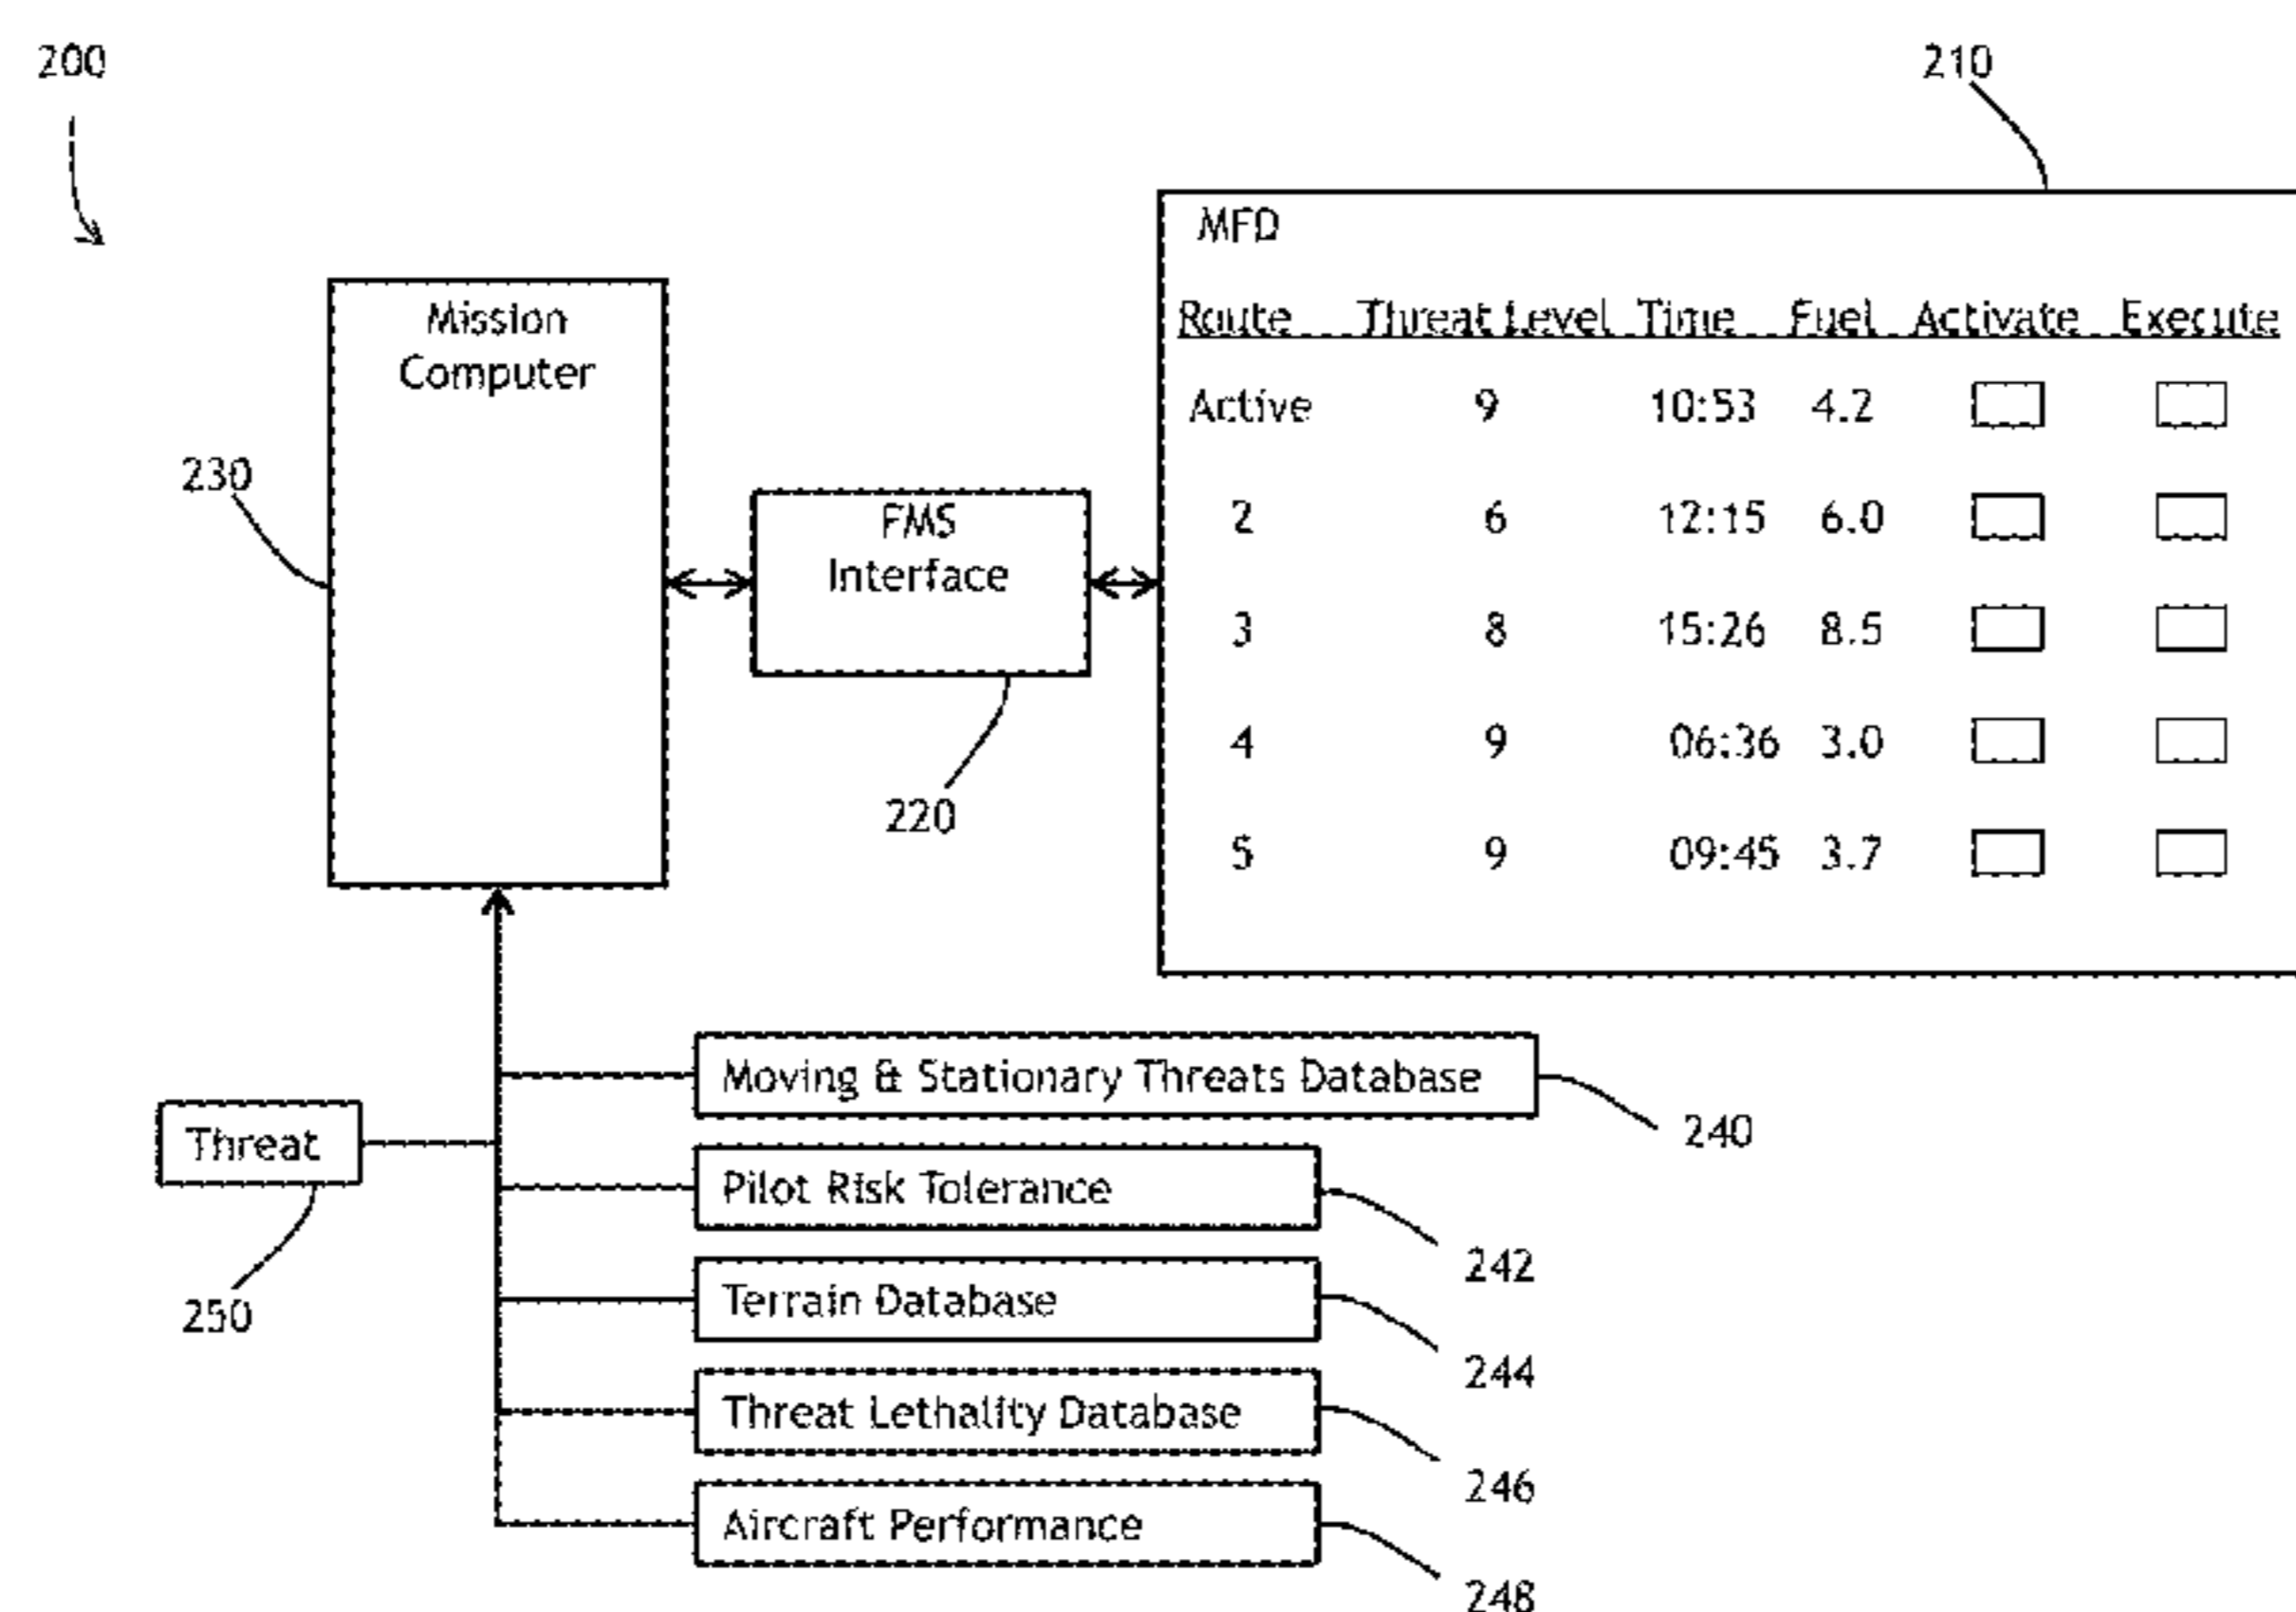 200
210
MFD
Route Threat Level Time Fuel Activate Execute
Active 9 10:53 4.2
2 6 12:15 6.0
3 8 15:26 8.5
4 9 06:36 3.0
5 9 09:45 3.7
Mission
Computer
230
FMS
Interface
220
Moving & Stationary Threats Database
240
Threat
250
Pilot Risk Tolerance
242
Terrain Database
244
Threat Lethality Database
246
Aircraft Performance
248